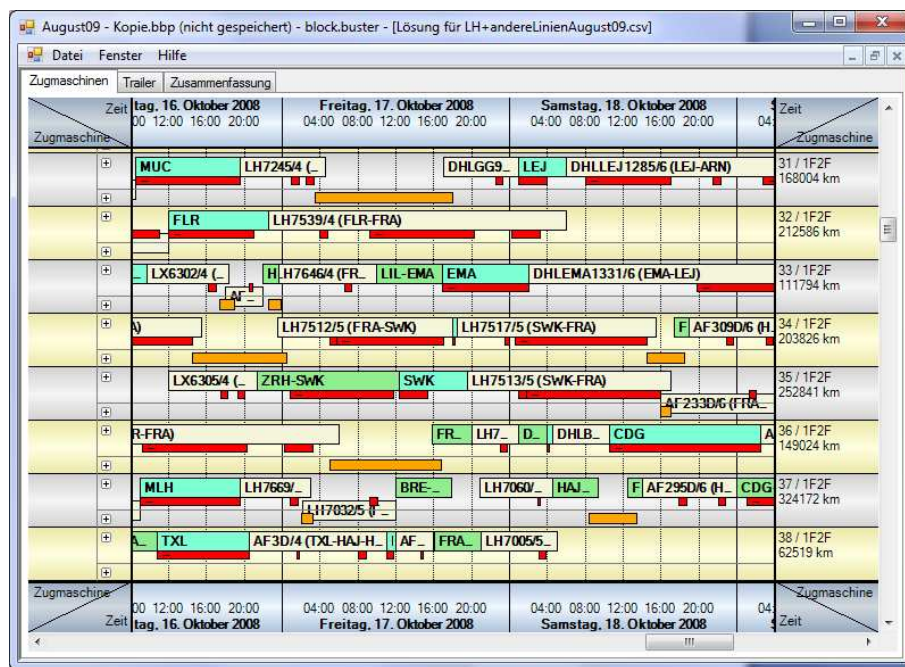 August09 - Kopie.bbp (nicht gespeichert) - block.buster - [Lösung für LH+andereLinienAugust09.csv]
Datei Fenster Hilfe
Zugmaschinen Trailer Zusammenfassung
Zeit tag, 16. Oktober 2008 Freitag, 17. Oktober 2008 Samstag, 18. Oktober 2008 Zeit
00 12:00 16:00 20:00 04:00 08:00 12:00 16:00 20:00 04:00 08:00 12:00 16:00 20:00 04:
Zugmaschine Zugmaschine
MUC LH7245/4 (_ DHLGG9_ LEJ DHLLEJ1285/6 (LEJ-ARN) 31 / 1F2F
168004 km
FLR LH7539/4 (FLR-FRA) 32 / 1F2F
212586 km
_ LX6302/4 (_ H LH7646/4 (FR_ LIL-EMA EMA DHLEMA1331/6 (EMA-LEJ) 33 / 1F2F
AF_ 111794 km
) LH7512/5 (FRA-SWK) LH7517/5 (SWK-FRA) F AF309D/6 (H_ 34 / 1F2F
203826 km
LX6305/4 (_ ZRH-SWK SWK LH7513/5 (SWK-FRA) 35 / 1F2F
AF233D/6 (FRA_ 252841 km
R-FRA) FR_ LH7_ D_ DHLB_ CDG A 36 / 1F2F
149024 km
MLH LH7669/_ BRE-_ LH7060/_ HAJ_ F AF295D/6 (H_ CDG 37 / 1F2F
LH7032/5 (F_ 324172 km
A_ TXL AF3D/4 (TXL-HAJ-H_ AF_ FRA_ LH7005/5_ 38 / 1F2F
62519 km
Zugmaschine Zugmaschine
00 12:00 16:00 20:00 04:00 08:00 12:00 16:00 20:00 04:00 08:00 12:00 16:00 20:00 04:
Zeit tag, 16. Oktober 2008 Freitag, 17. Oktober 2008 Samstag, 18. Oktober 2008 Zeit